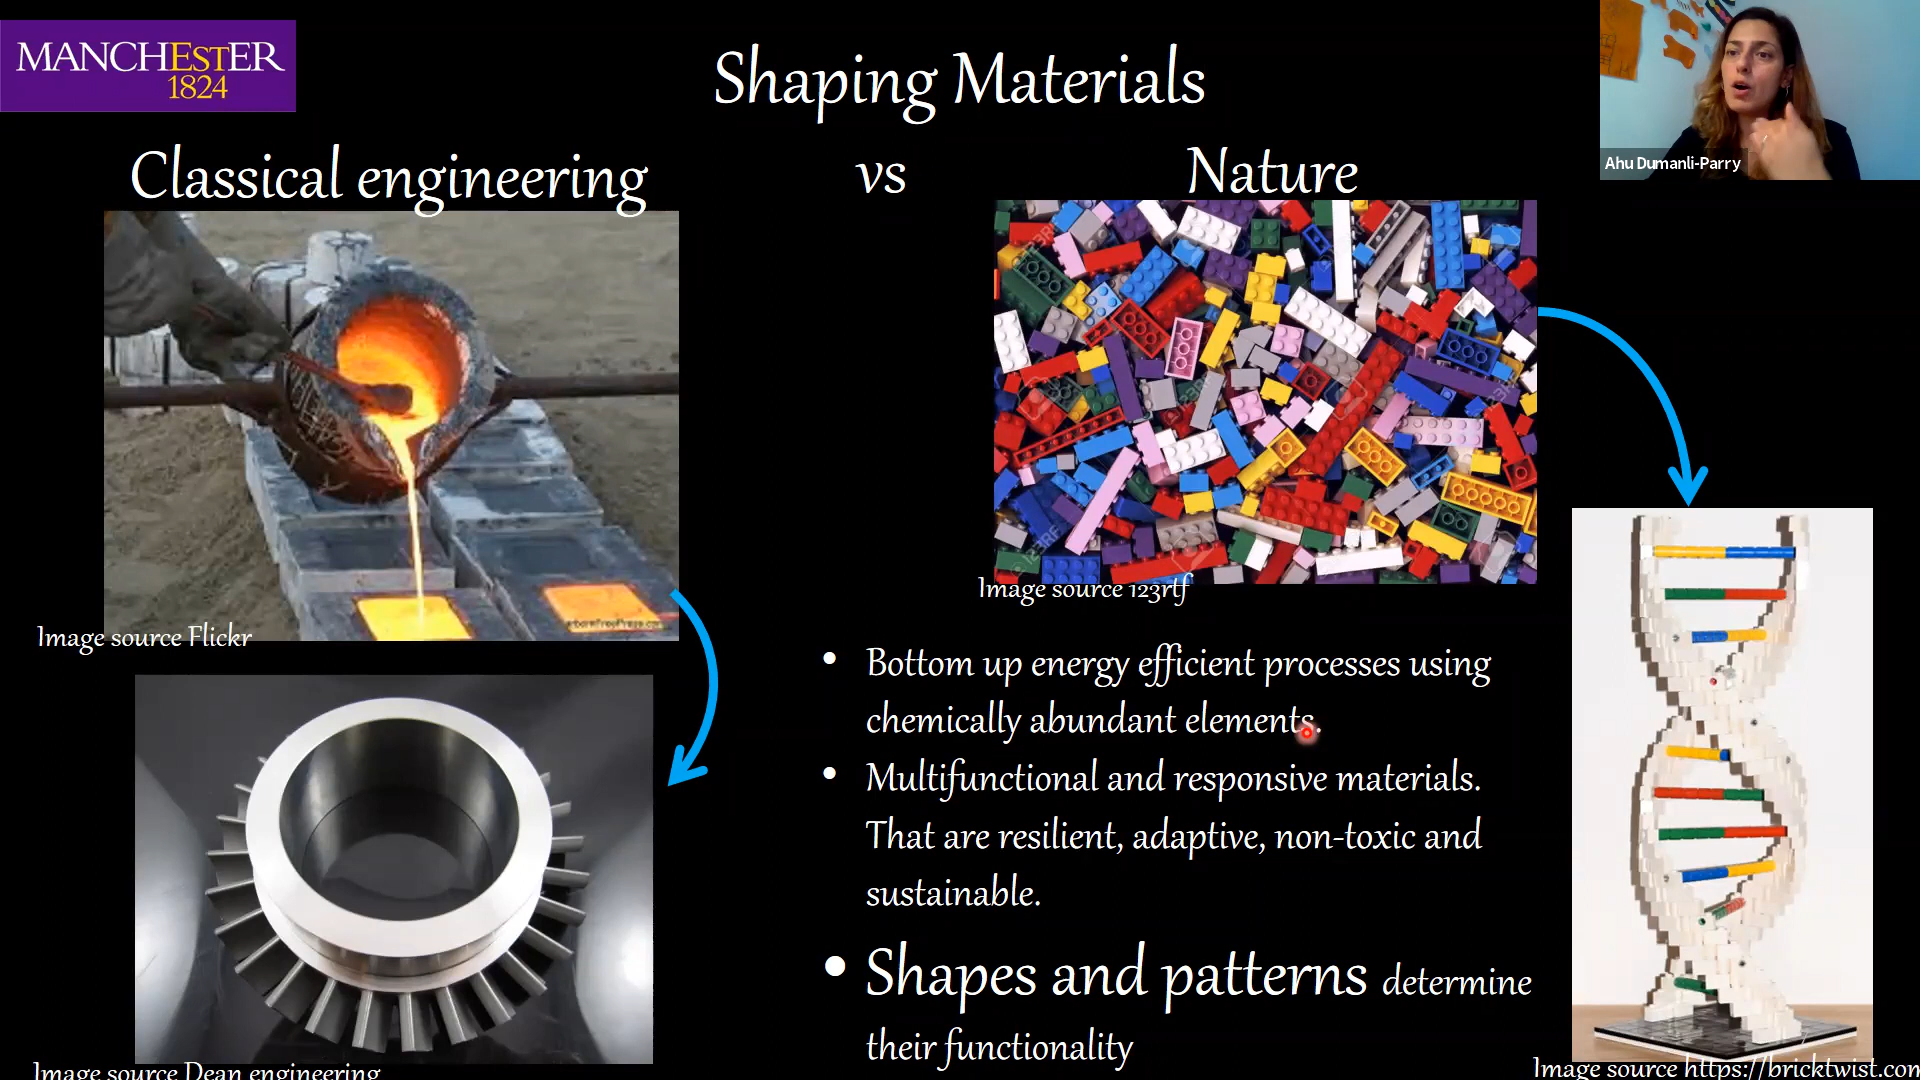 MANCHESTER
1824
Shaping Materials
Classical engineering
vs
Nature
Ahu Dumanli-Parry
Image source Flickr
Image source 123rtf
Bottom up energy efficient processes using
chemically abundant elements.
Multifunctional and responsive materials.
That are resilient, adaptive, non-toxic and
sustainable.
Shapes and patterns determine
their functionality
Image source Dean engineering
Image source https://bricktwist.com